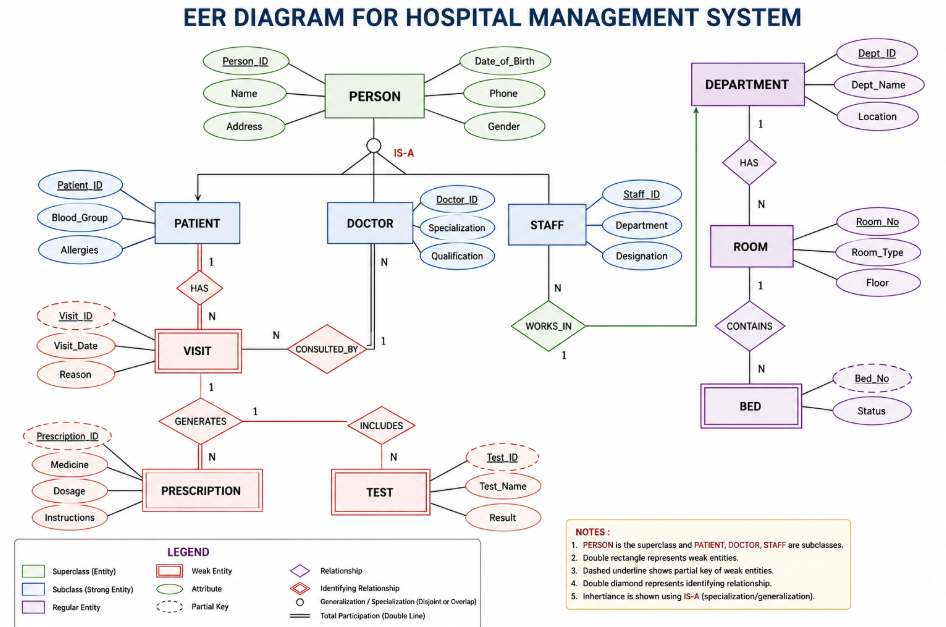 EER DIAGRAM FOR HOSPITAL MANAGEMENT SYSTEM
Person_ID
Name
Address
PERSON
Date_of_Birth
Phone
Gender
IS-A
DEPARTMENT
Dept_ID
Dept_Name
Location
1
HAS
N
Patient_ID
Blood_Group
Allergies
PATIENT
DOCTOR
Doctor_ID
Specialization
Qualification
STAFF
Staff_ID
Department
Designation
ROOM
Room_No
Room_Type
Floor
1
HAS
N
N
1
N
WORKS_IN
1
1
CONTAINS
N
Visit_ID
Visit_Date
Reason
VISIT
N
CONSULTED_BY
BED
Bed_No
Status
1
GENERATES
1
INCLUDES
N
N
Prescription_ID
Medicine
Dosage
Instructions
PRESCRIPTION
TEST
Test_ID
Test_Name
Result
LEGEND
Superclass (Entity)
Subclass (Strong Entity)
Regular Entity
Weak Entity
Attribute
Partial Key
Relationship
Identifying Relationship
Generalization / Specialization (Disjoint or Overlap)
Total Participation (Double Line)
NOTES :
1. PERSON is the superclass and PATIENT, DOCTOR, STAFF are subclasses.
2. Double rectangle represents weak entities.
3. Dashed underline shows partial key of weak entities.
4. Double diamond represents identifying relationship.
5. Inhertiance is shown using IS-A (specialization/generalization).